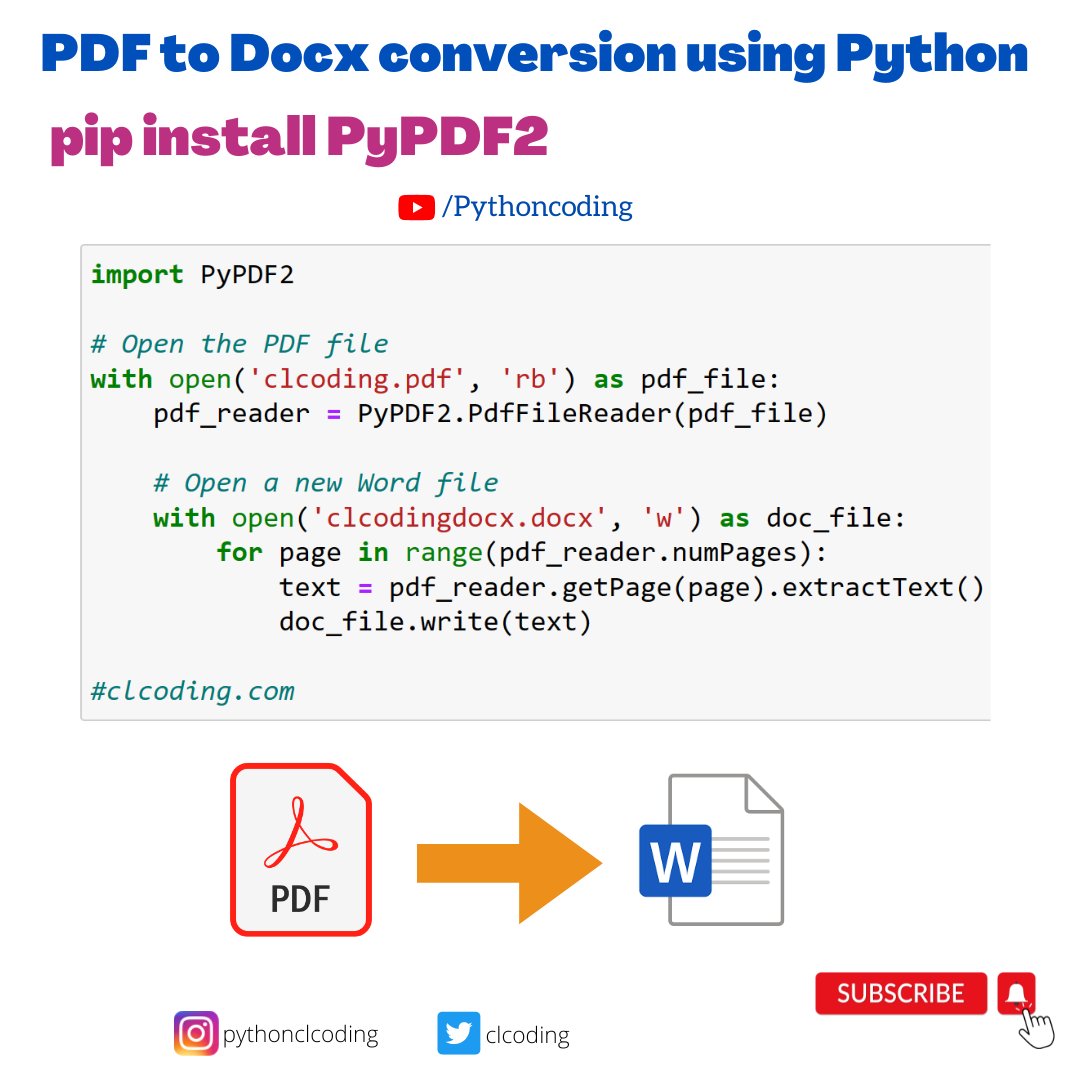 PDF to Docx conversion using Python
pip install PyPDF2
/Pythoncoding
import PyPDF2
# Open the PDF file
with open('clcoding.pdf', 'rb') as pdf_file:
    pdf_reader = PyPDF2.PdfFileReader(pdf_file)
    # Open a new Word file
    with open('clcodingdocx.docx', 'w') as doc_file:
        for page in range(pdf_reader.numPages):
            text = pdf_reader.getPage(page).extractText()
            doc_file.write(text)
#clcoding.com
PDF
W
SUBSCRIBE
pythonclcoding
clcoding